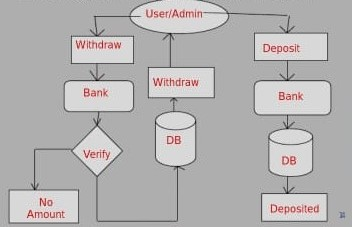 User/Admin
Withdraw
Deposit
Withdraw
Bank
Bank
DB
Verify
DB
No
Amount
Deposited